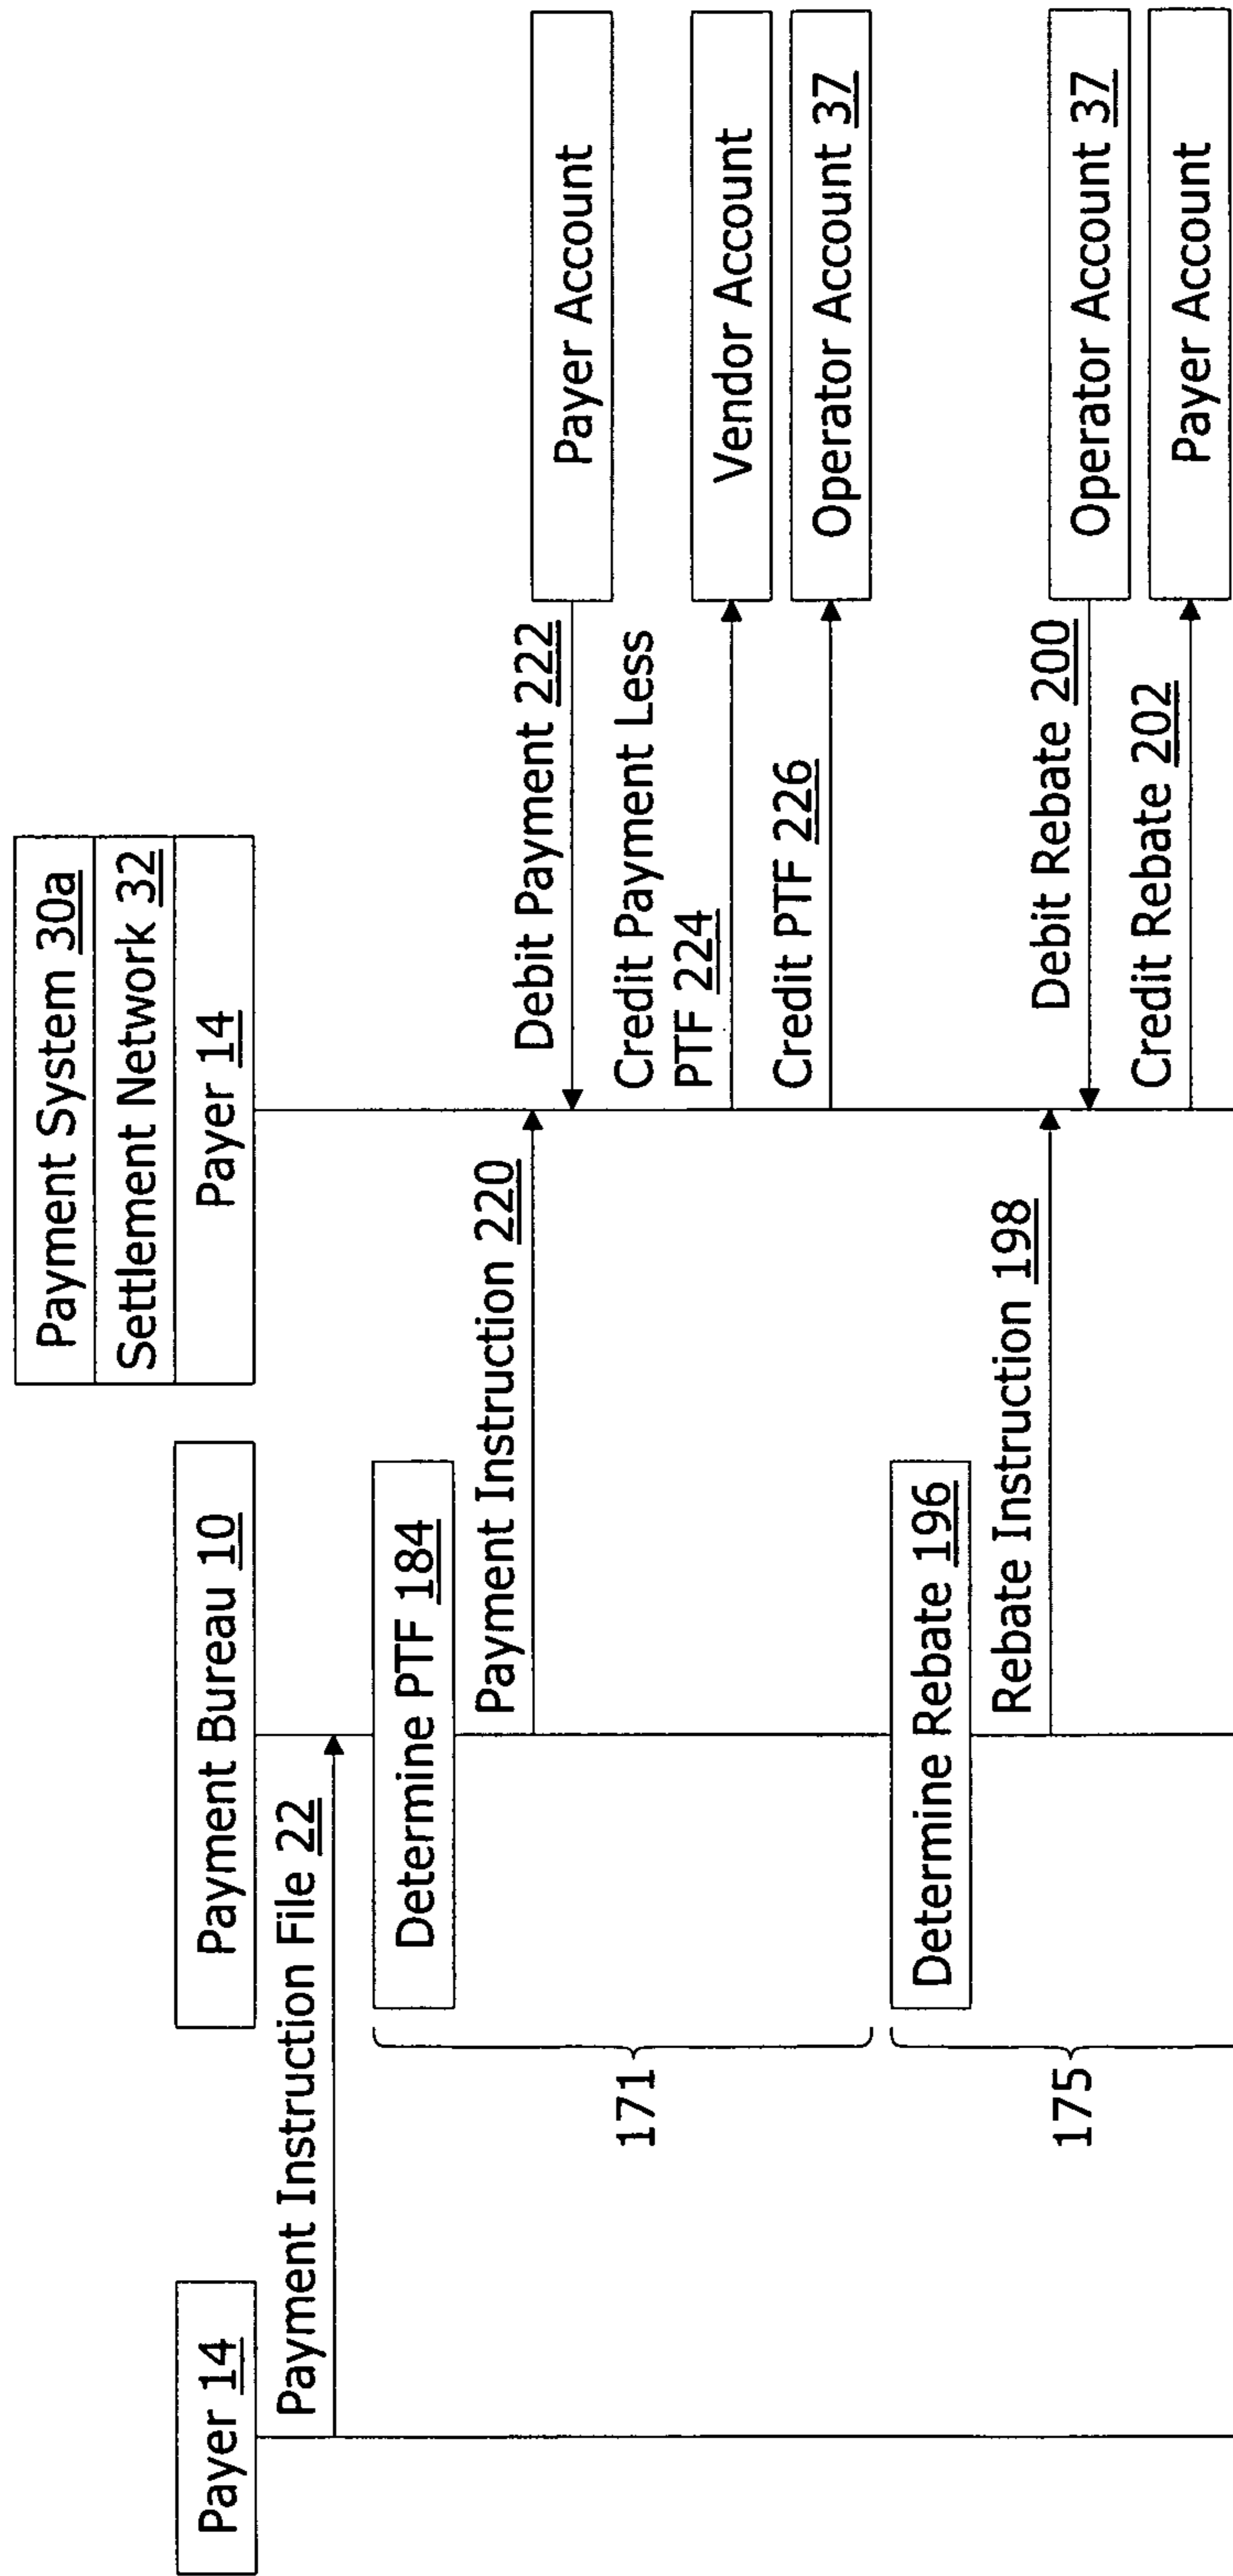 Payment System 30a
Settlement Network 32
Payer 14
Payment Bureau 10
Payer 14
Payment Instruction File 22
Determine PTF 184
Payment Instruction 220
Debit Payment 222
Payer Account
Credit Payment Less
PTF 224
Vendor Account
Credit PTF 226
Operator Account 37
171
Determine Rebate 196
Rebate Instruction 198
Debit Rebate 200
Operator Account 37
Credit Rebate 202
Payer Account
175